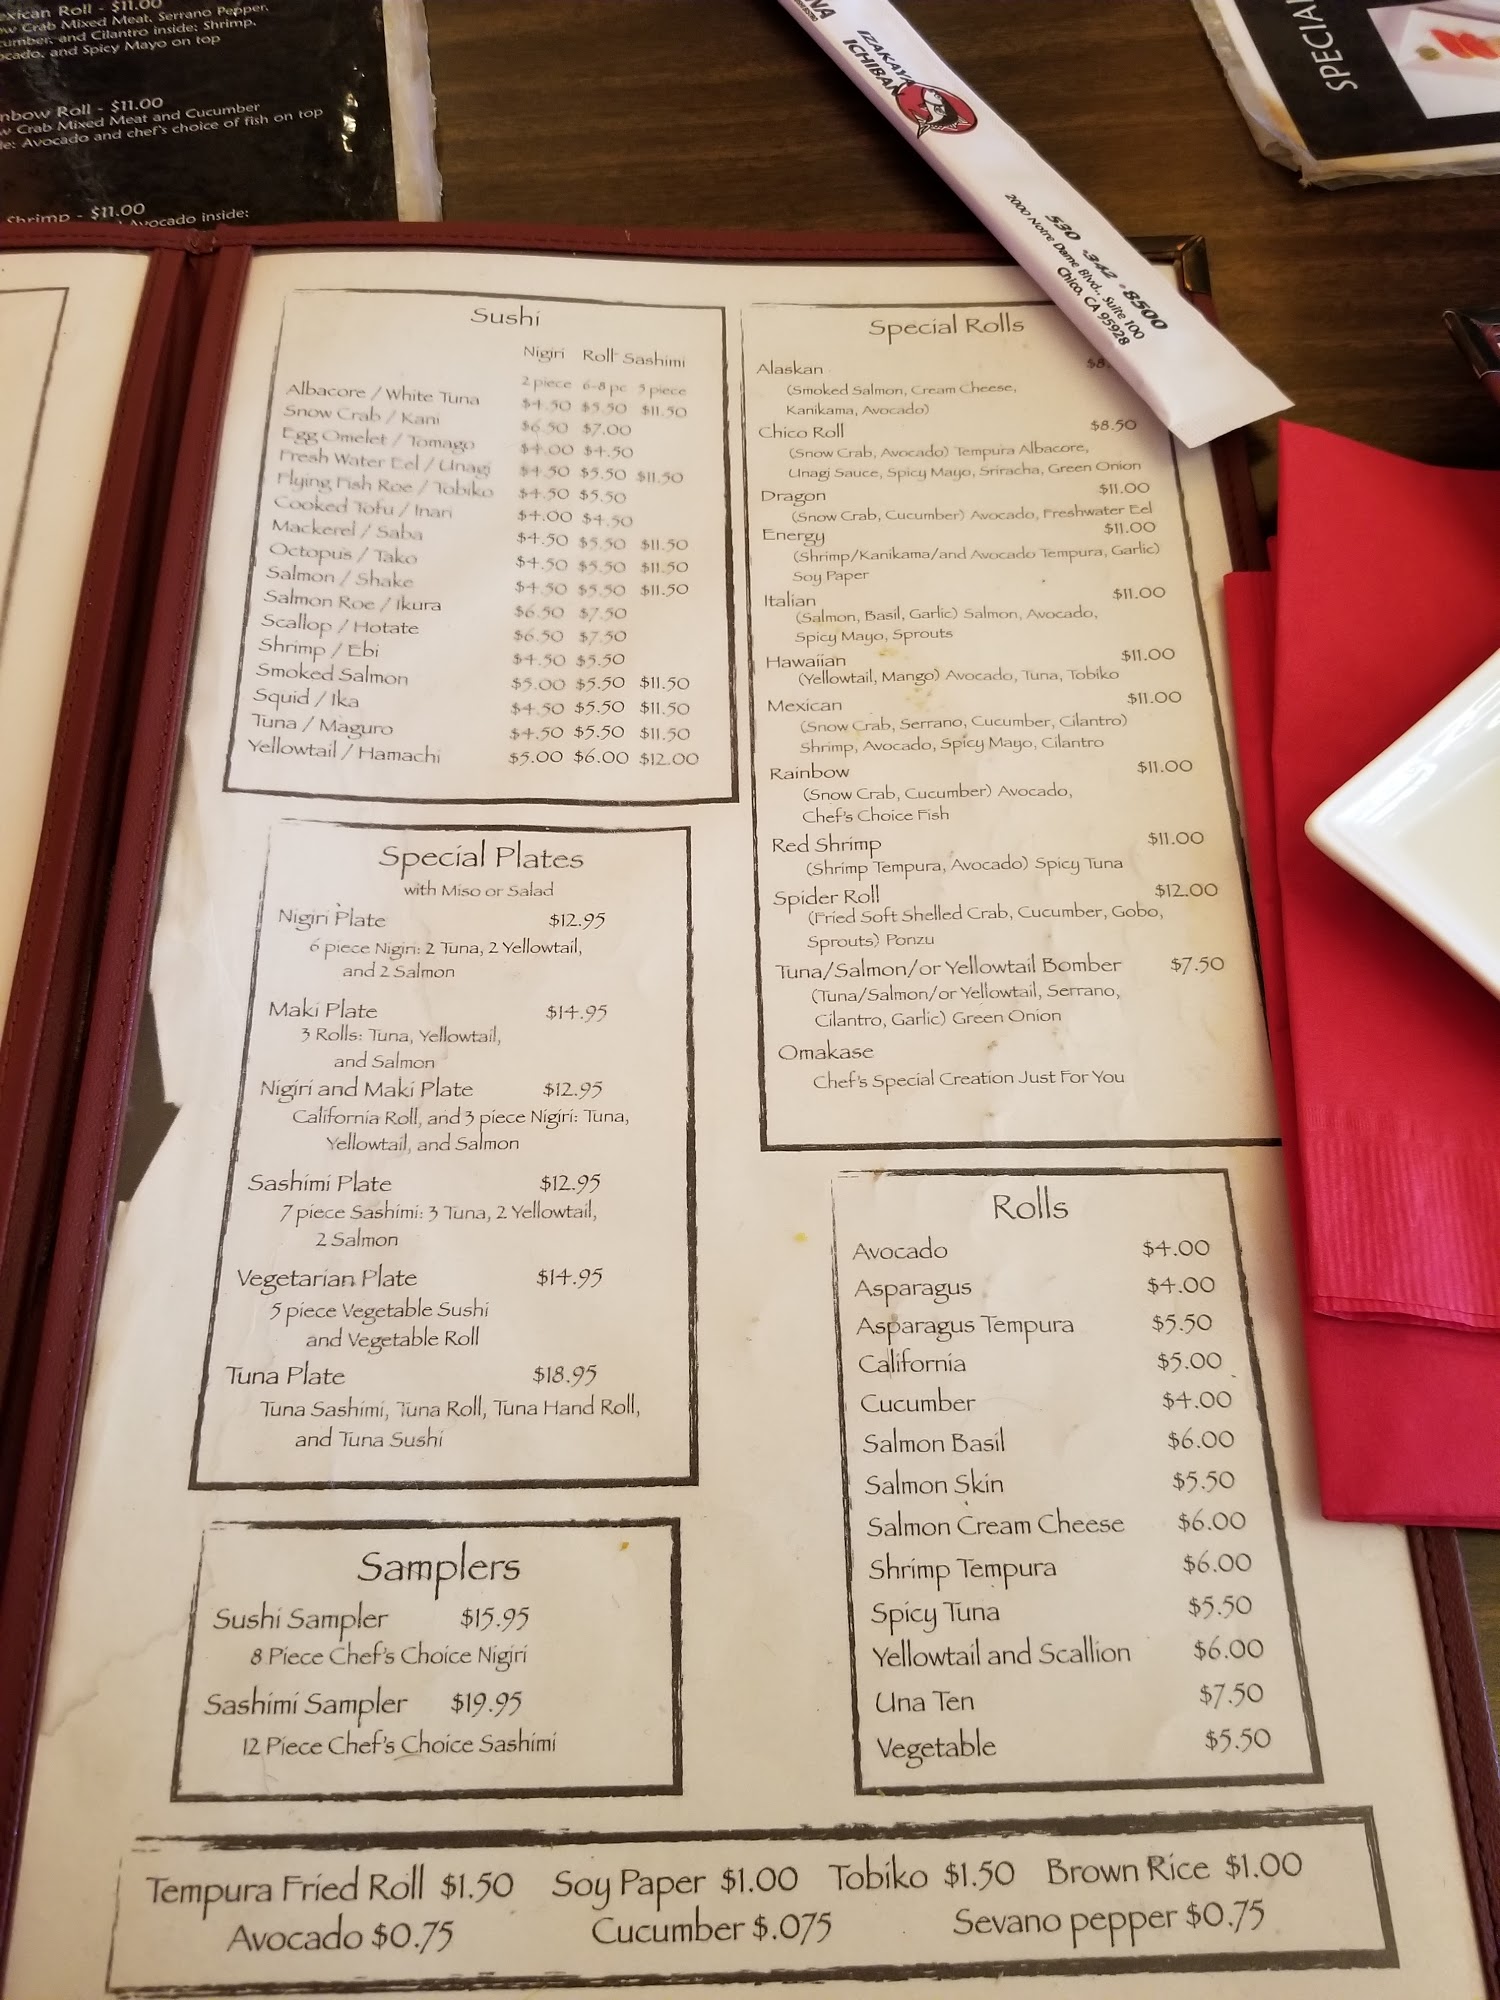 xican Roll - $11.00
w Crab Mixed Meat, Serrano Pepper,
cumber, and Cilantro inside: Shrimp,
ocado, and Spicy Mayo on top
nbow Roll - $11.00
w Crab Mixed Meat and Cucumber
de: Avocado and chef's choice of fish on top
Shrimp - $11.00
Avocado inside:
IZAKAYA
ICHIBAN
530 · 342 · 8500
2000 Notre Dame Blvd., Suite 100
Chico, CA 95928
SPECIAL
Sushi
Nigiri Roll Sashimi
2 piece 6-8 pc 5 piece
Albacore / White Tuna $4.50 $5.50 $11.50
Snow Crab / Kani $6.50 $7.00
Egg Omelet / Tomago $4.00 $4.50
Fresh Water Eel / Unagi $4.50 $5.50 $11.50
Flying Fish Roe / Tobiko $4.50 $5.50
Cooked Tofu / Inari $4.00 $4.50
Mackerel / Saba $4.50 $5.50 $11.50
Octopus / Tako $4.50 $5.50 $11.50
Salmon / Shake $4.50 $5.50 $11.50
Salmon Roe / Ikura $6.50 $7.50
Scallop / Hotate $6.50 $7.50
Shrimp / Ebi $4.50 $5.50
Smoked Salmon $5.00 $5.50 $11.50
Squid / Ika $4.50 $5.50 $11.50
Tuna / Maguro $4.50 $5.50 $11.50
Yellowtail / Hamachi $5.00 $6.00 $12.00
Special Plates
with Miso or Salad
Nigiri Plate $12.95
6 piece Nigiri: 2 Tuna, 2 Yellowtail,
and 2 Salmon
Maki Plate $14.95
3 Rolls: Tuna, Yellowtail,
and Salmon
Nigiri and Maki Plate $12.95
California Roll, and 3 piece Nigiri: Tuna,
Yellowtail, and Salmon
Sashimi Plate $12.95
7 piece Sashimi: 3 Tuna, 2 Yellowtail,
2 Salmon
Vegetarian Plate $14.95
5 piece Vegetable Sushi
and Vegetable Roll
Tuna Plate $18.95
Tuna Sashimi, Tuna Roll, Tuna Hand Roll,
and Tuna Sushi
Samplers
Sushi Sampler $15.95
8 Piece Chef's Choice Nigiri
Sashimi Sampler $19.95
12 Piece Chef's Choice Sashimi
Special Rolls
Alaskan $8.
(Smoked Salmon, Cream Cheese,
Kanikama, Avocado)
Chico Roll $8.50
(Snow Crab, Avocado) Tempura Albacore,
Unagi Sauce, Spicy Mayo, Sriracha, Green Onion
Dragon $11.00
(Snow Crab, Cucumber) Avocado, Freshwater Eel
Energy $11.00
(Shrimp/Kanikama/and Avocado Tempura, Garlic)
Soy Paper
Italian $11.00
(Salmon, Basil, Garlic) Salmon, Avocado,
Spicy Mayo, Sprouts
Hawaiian $11.00
(Yellowtail, Mango) Avocado, Tuna, Tobiko
Mexican $11.00
(Snow Crab, Serrano, Cucumber, Cilantro)
Shrimp, Avocado, Spicy Mayo, Cilantro
Rainbow $11.00
(Snow Crab, Cucumber) Avocado,
Chef's Choice Fish
Red Shrimp $11.00
(Shrimp Tempura, Avocado) Spicy Tuna
Spider Roll $12.00
(Fried Soft Shelled Crab, Cucumber, Gobo,
Sprouts) Ponzu
Tuna/Salmon/or Yellowtail Bomber $7.50
(Tuna/Salmon/or Yellowtail, Serrano,
Cilantro, Garlic) Green Onion
Omakase
Chef's Special Creation Just For You
Rolls
Avocado $4.00
Asparagus $4.00
Asparagus Tempura $5.50
California $5.00
Cucumber $4.00
Salmon Basil $6.00
Salmon Skin $5.50
Salmon Cream Cheese $6.00
Shrimp Tempura $6.00
Spicy Tuna $5.50
Yellowtail and Scallion $6.00
Una Ten $7.50
Vegetable $5.50
Tempura Fried Roll $1.50 Soy Paper $1.00 Tobiko $1.50 Brown Rice $1.00
Avocado $0.75 Cucumber $.075 Sevano pepper $0.75